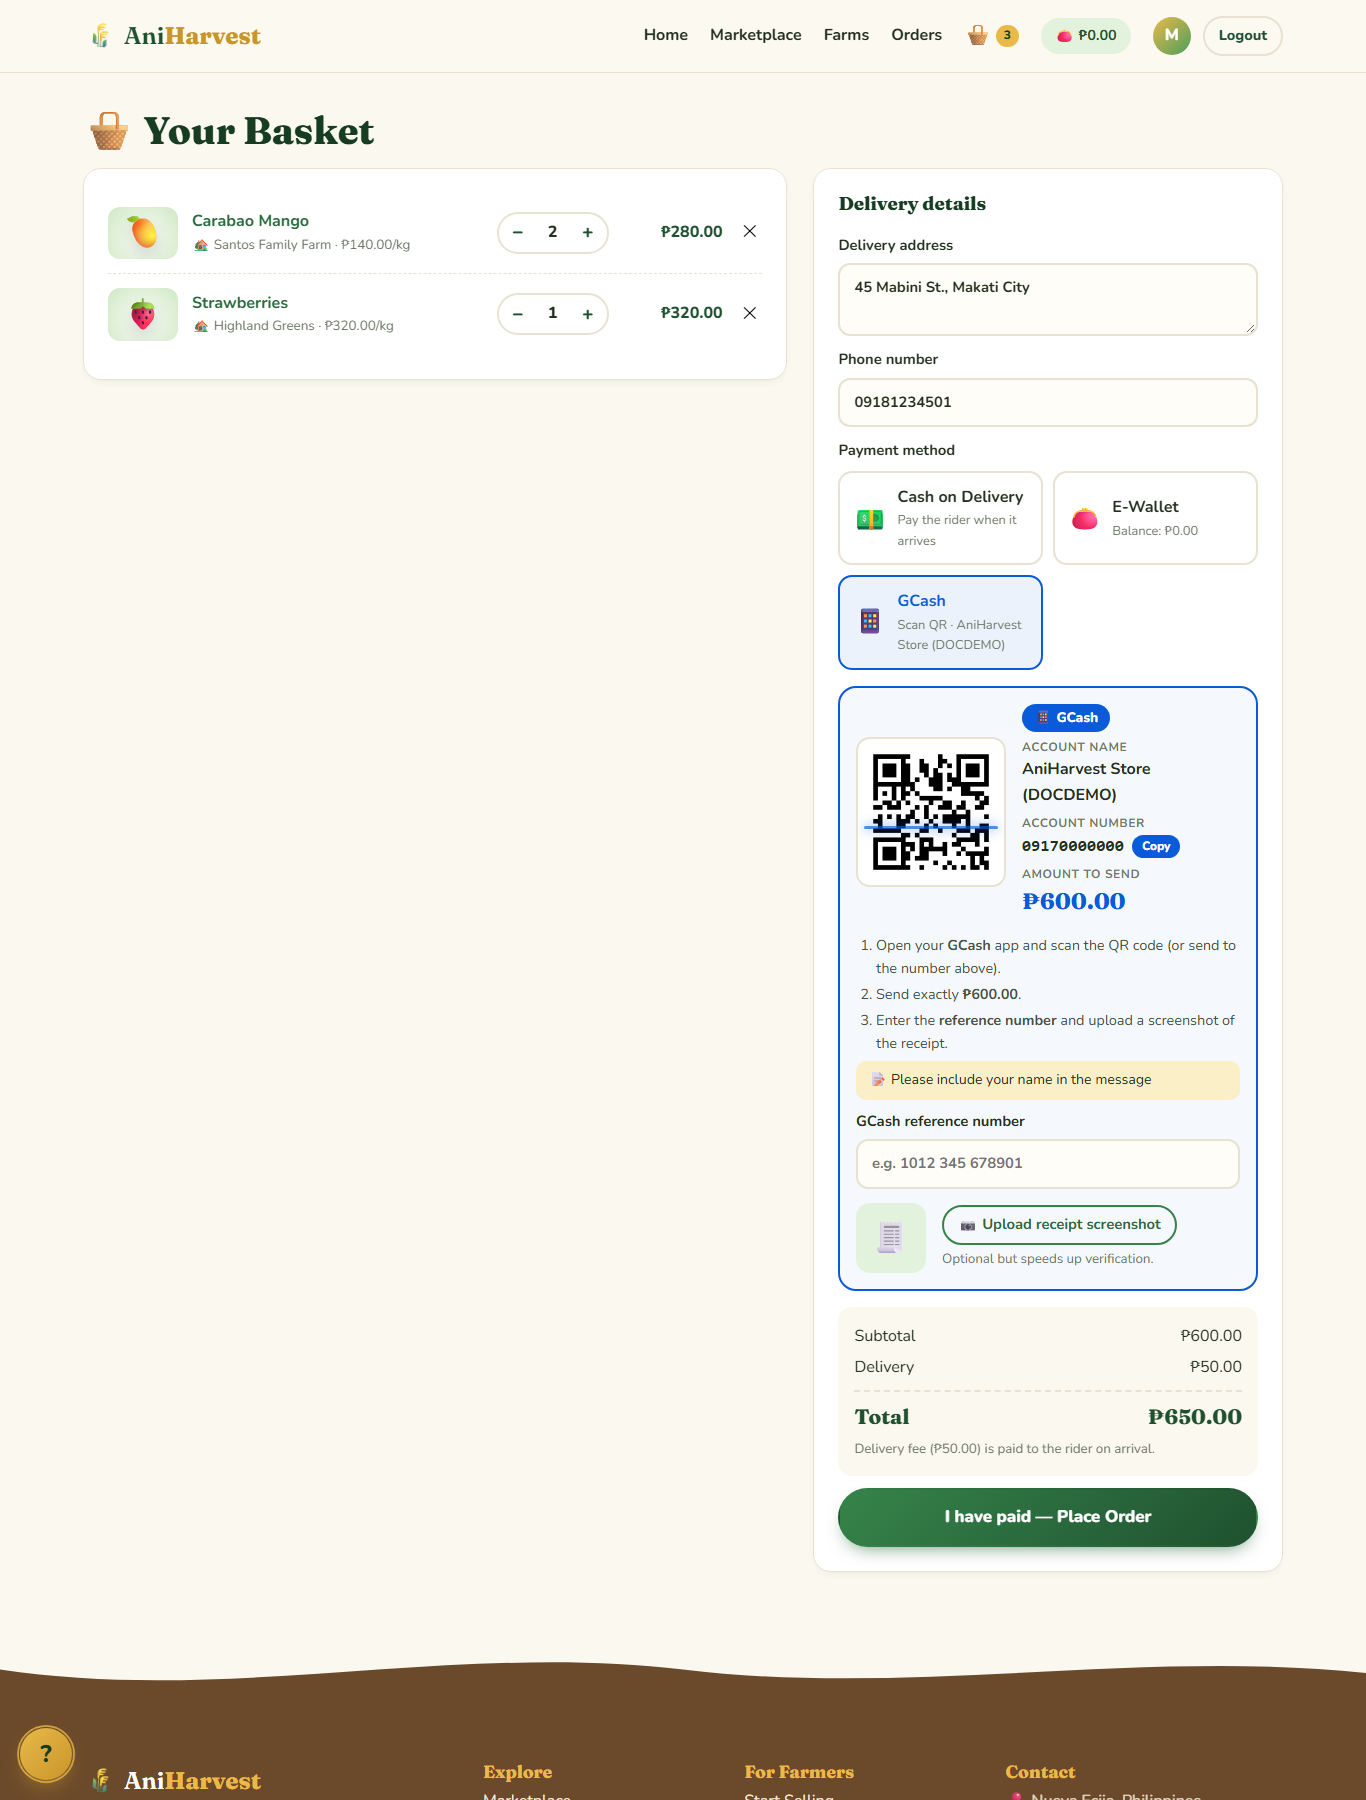 AniHarvest
Home Marketplace Farms Orders 3 ₱0.00 M Logout
Your Basket
Carabao Mango
Santos Family Farm · ₱140.00/kg
− 2 + ₱280.00 ×
Strawberries
Highland Greens · ₱320.00/kg
− 1 + ₱320.00 ×
Delivery details
Delivery address
45 Mabini St., Makati City
Phone number
09181234501
Payment method
Cash on Delivery
Pay the rider when it
arrives
E-Wallet
Balance: ₱0.00
GCash
Scan QR · AniHarvest
Store (DOCDEMO)
GCash
ACCOUNT NAME
AniHarvest Store
(DOCDEMO)
ACCOUNT NUMBER
09170000000 Copy
AMOUNT TO SEND
₱600.00
1. Open your GCash app and scan the QR code (or send to
the number above).
2. Send exactly ₱600.00.
3. Enter the reference number and upload a screenshot of
the receipt.
Please include your name in the message
GCash reference number
e.g. 1012 345 678901
Upload receipt screenshot
Optional but speeds up verification.
Subtotal ₱600.00
Delivery ₱50.00
Total ₱650.00
Delivery fee (₱50.00) is paid to the rider on arrival.
I have paid — Place Order
?
AniHarvest
Explore
Marketplace
For Farmers
Start Selling
Contact
Nueva Ecija, Philippines